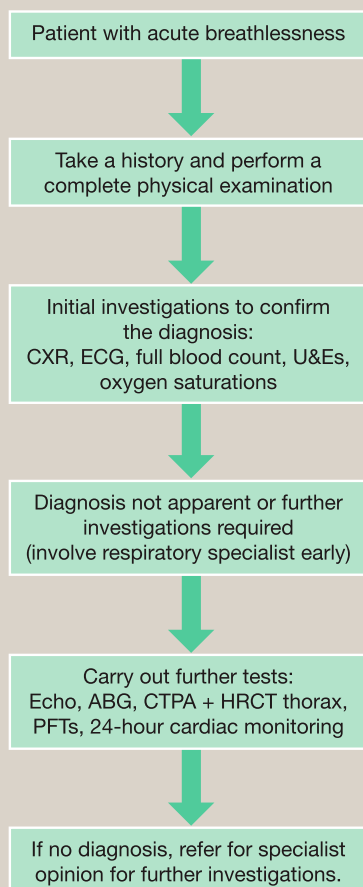 Patient with acute breathlessness
Take a history and perform a
complete physical examination
Initial investigations to confirm
the diagnosis:
CXR, ECG, full blood count, U&Es,
oxygen saturations
Diagnosis not apparent or further
investigations required
(involve respiratory specialist early)
Carry out further tests:
Echo, ABG, CTPA + HRCT thorax,
PFTs, 24-hour cardiac monitoring
If no diagnosis, refer for specialist
opinion for further investigations.